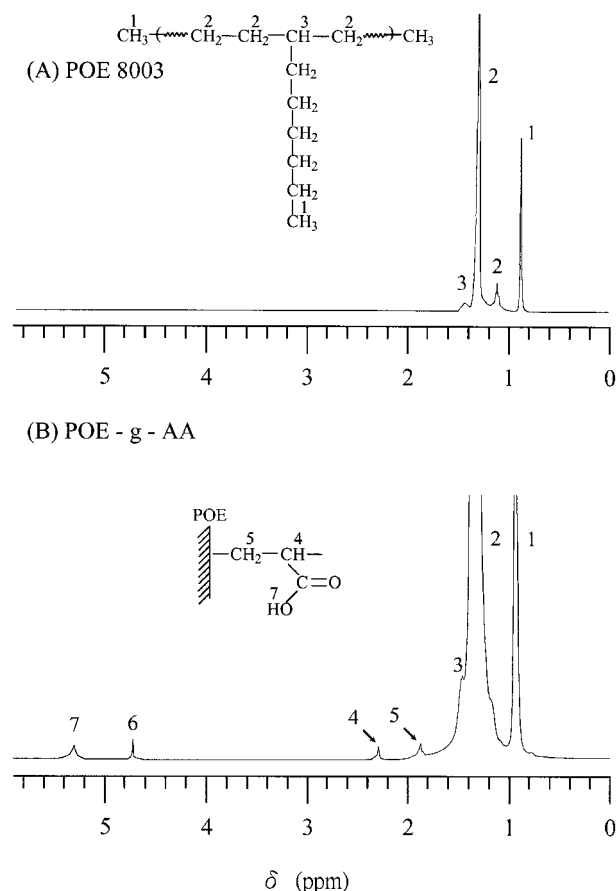 1 2 2 3 2
CH3 CH2 CH2 CH CH2 CH3
(A) POE 8003
CH2
CH2
CH2
CH2
CH2
1
CH3
2
1
3
2
5 4 3 2 1 0
(B) POE - g - AA
POE
5 4
CH2 CH
C=O
7
HO
2 1
3
7 6 4 5
5 4 3 2 1 0
δ (ppm)